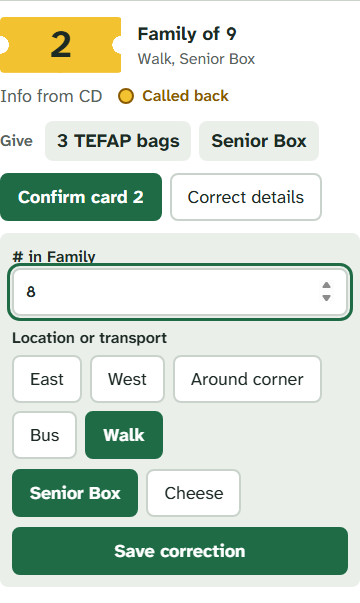 2
Family of 9
Walk, Senior Box
Info from CD
Called back
Give
3 TEFAP bags
Senior Box
Confirm card 2
Correct details
# in Family
8
Location or transport
East
West
Around corner
Bus
Walk
Senior Box
Cheese
Save correction